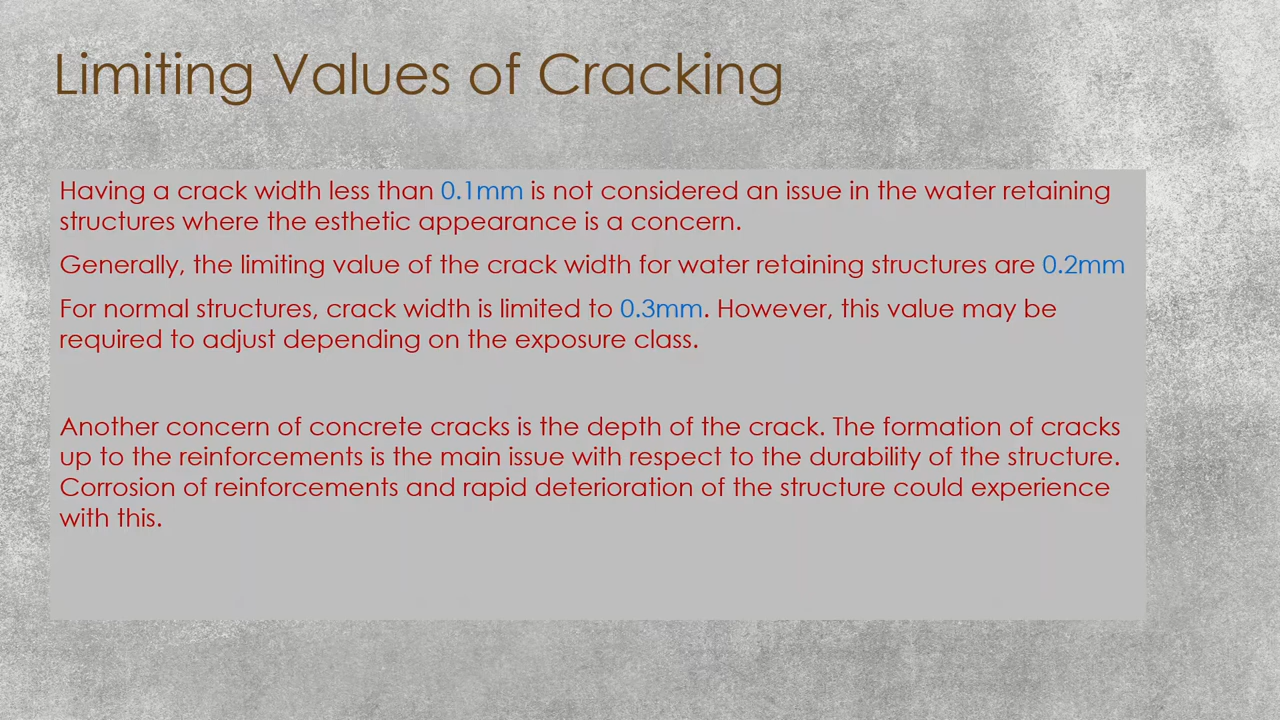 Limiting Values of Cracking
Having a crack width less than 0.1mm is not considered an issue in the water retaining
structures where the esthetic appearance is a concern.
Generally, the limiting value of the crack width for water retaining structures are 0.2mm
For normal structures, crack width is limited to 0.3mm. However, this value may be
required to adjust depending on the exposure class.
Another concern of concrete cracks is the depth of the crack. The formation of cracks
up to the reinforcements is the main issue with respect to the durability of the structure.
Corrosion of reinforcements and rapid deterioration of the structure could experience
with this.